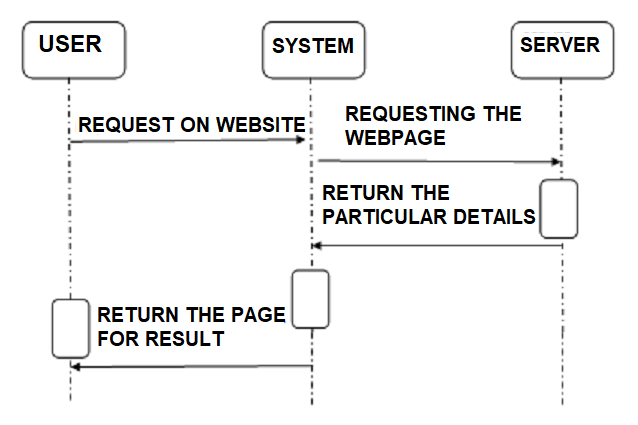 USER
SYSTEM
SERVER
REQUEST ON WEBSITE
REQUESTING THE
WEBPAGE
RETURN THE
PARTICULAR DETAILS
RETURN THE PAGE
FOR RESULT